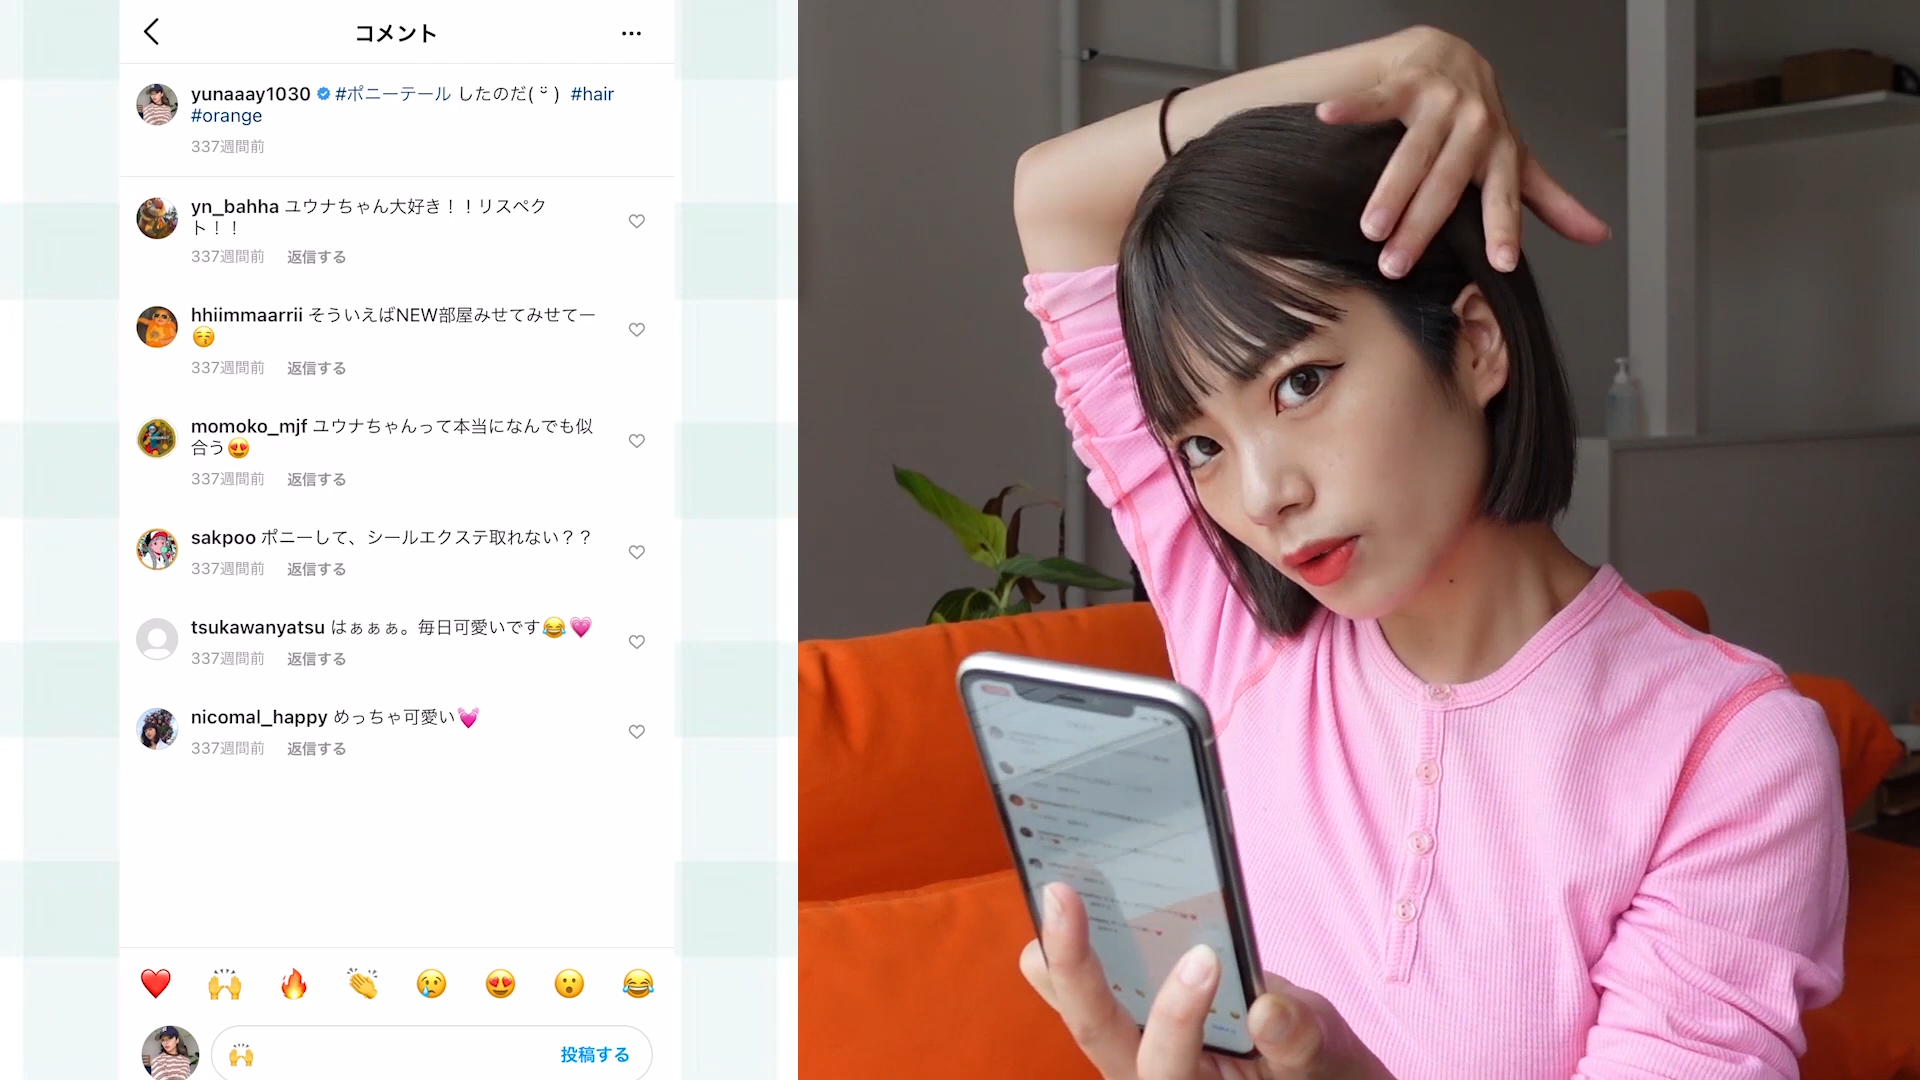 コメント
yunaaay1030 #ポニーテール したのだ( ᵕ̈ ) #hair
#orange
337週間前
yn_bahha ユウナちゃん大好き！！リスペク
ト！！
337週間前 返信する
hhiimmaarrii そういえばNEW部屋みせてみせてー
😚
337週間前 返信する
momoko_mjf ユウナちゃんって本当になんでも似
合う😍
337週間前 返信する
sakpoo ポニーして、シールエクステ取れない？？
337週間前 返信する
tsukawanyatsu はぁぁぁ。毎日可愛いです😂💗
337週間前 返信する
nicomal_happy めっちゃ可愛い💓
337週間前 返信する
❤️ 🙌 🔥 👏 😢 😍 😮 😂
🙌 投稿する